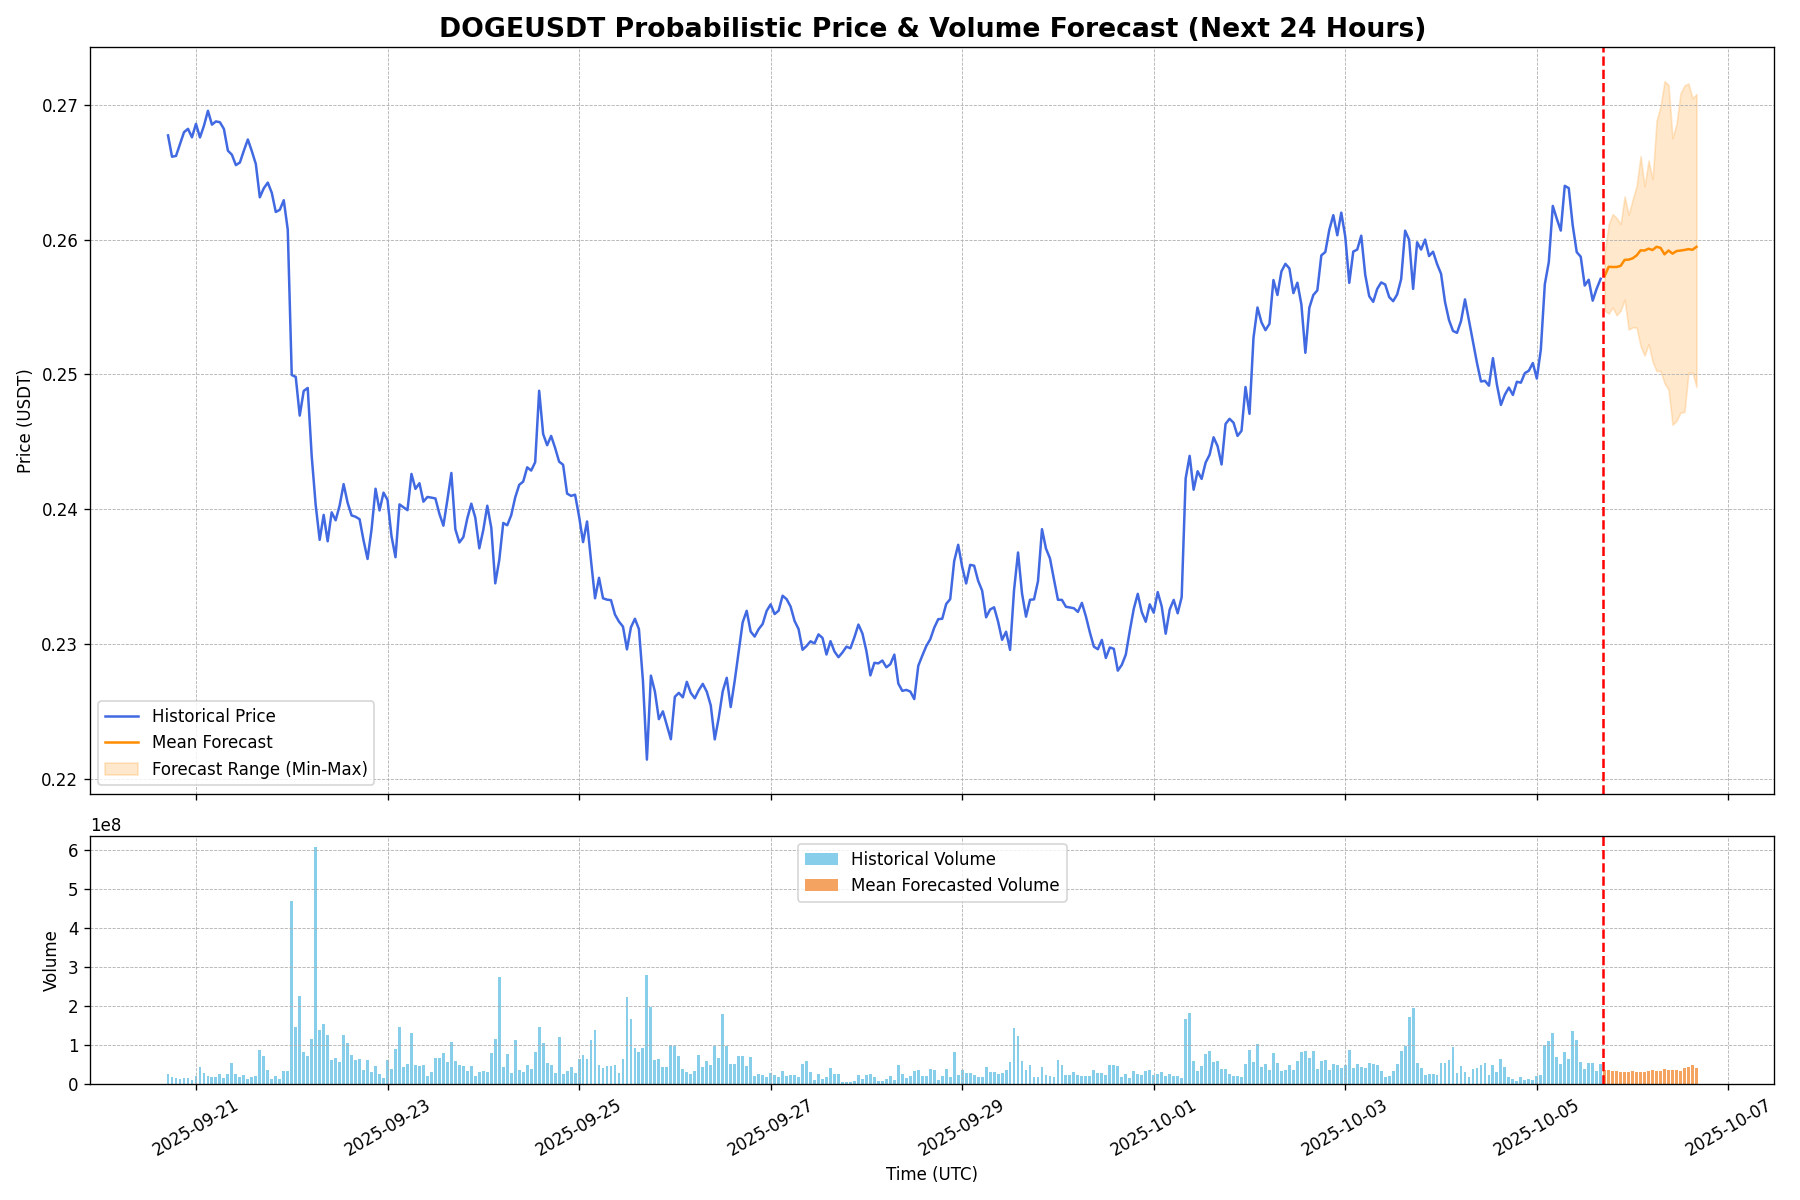 DOGEUSDT Probabilistic Price & Volume Forecast (Next 24 Hours)
0.27
0.26
0.25
0.24
0.23
0.22
Price (USDT)
Historical Price
Mean Forecast
Forecast Range (Min-Max)
1e8
6
5
4
3
2
1
0
Volume
Historical Volume
Mean Forecasted Volume
2025-09-21
2025-09-23
2025-09-25
2025-09-27
2025-09-29
2025-10-01
2025-10-03
2025-10-05
2025-10-07
Time (UTC)